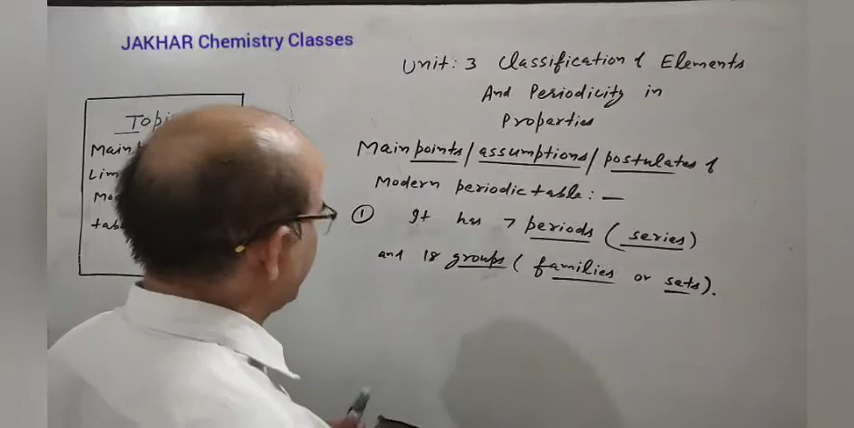 JAKHAR Chemistry Classes
Unit: 3 Classification of Elements
And Periodicity in
Properties
Main points / assumptions / postulates of
Modern periodic table : —
① It has 7 periods ( series )
and 18 groups ( families or sets ).